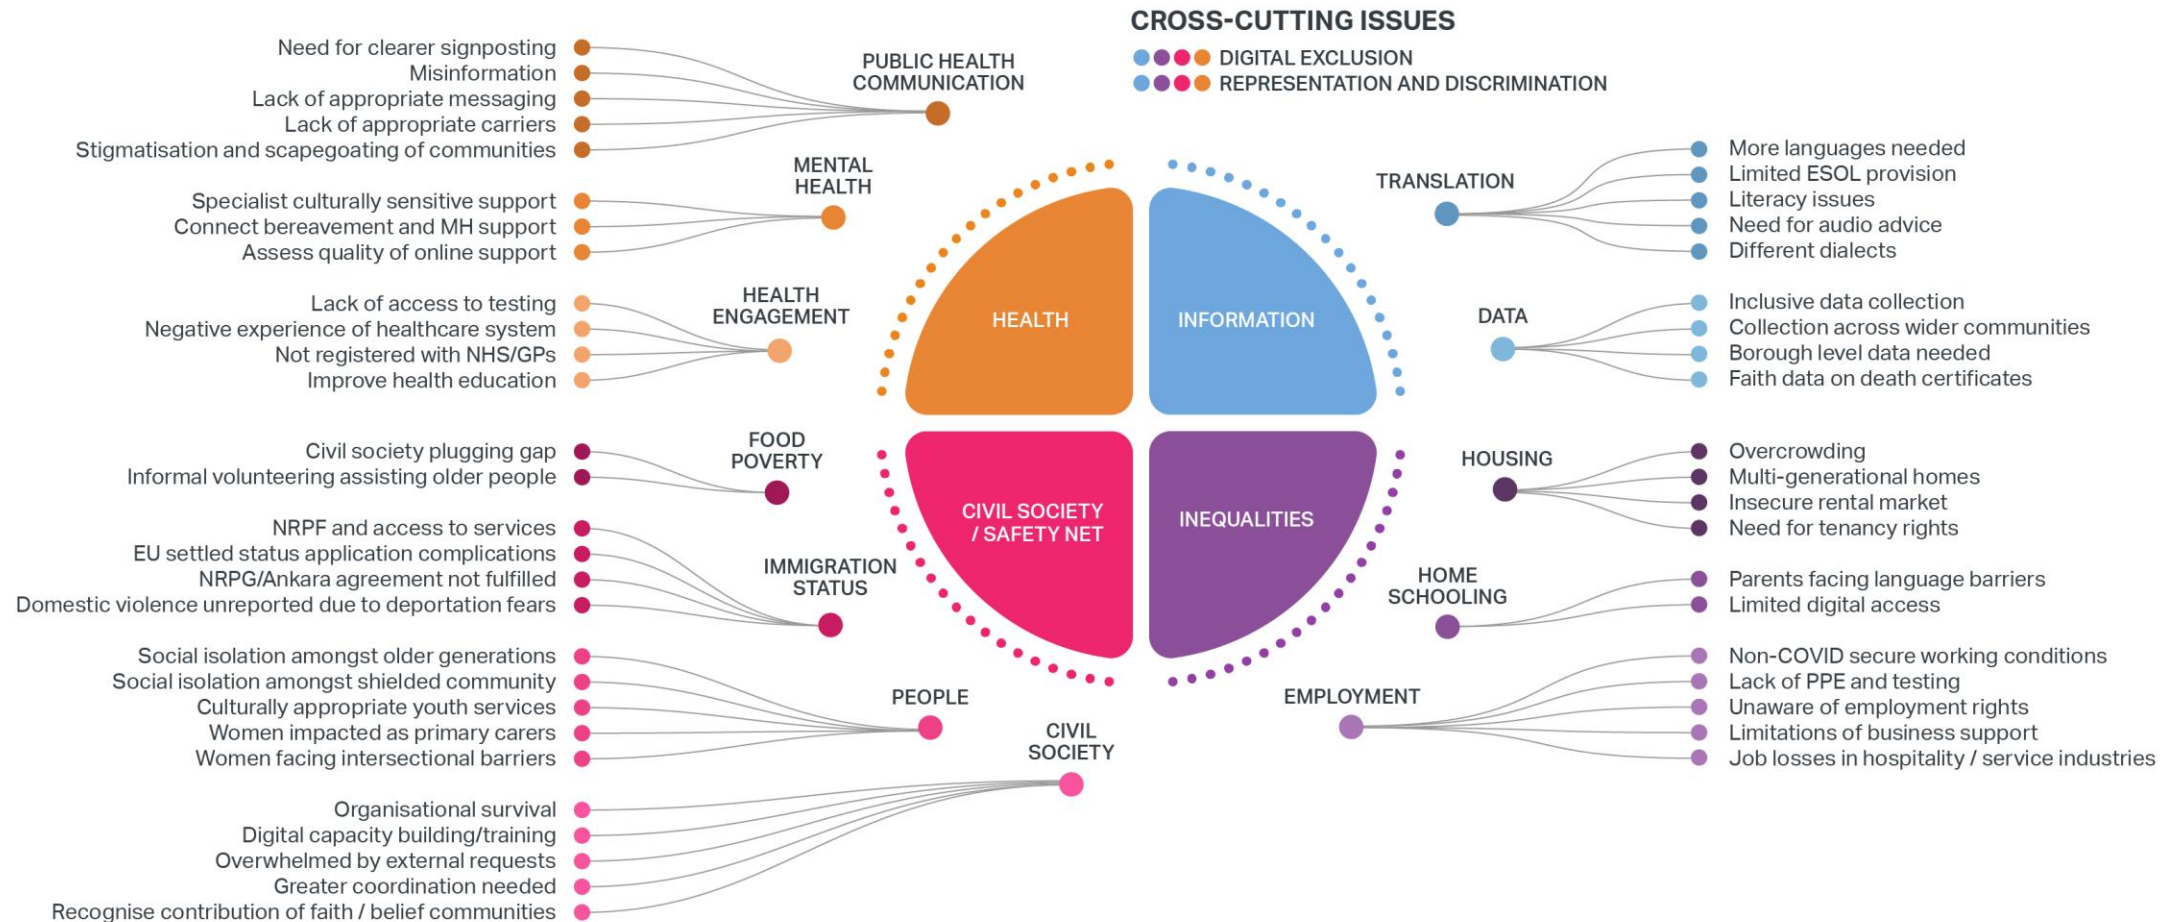 CROSS-CUTTING ISSUES
DIGITAL EXCLUSION
REPRESENTATION AND DISCRIMINATION
PUBLIC HEALTH
COMMUNICATION
Need for clearer signposting
Misinformation
Lack of appropriate messaging
Lack of appropriate carriers
Stigmatisation and scapegoating of communities
MENTAL
HEALTH
Specialist culturally sensitive support
Connect bereavement and MH support
Assess quality of online support
HEALTH
ENGAGEMENT
Lack of access to testing
Negative experience of healthcare system
Not registered with NHS/GPs
Improve health education
FOOD
POVERTY
Civil society plugging gap
Informal volunteering assisting older people
IMMIGRATION
STATUS
NRPF and access to services
EU settled status application complications
NRPG/Ankara agreement not fulfilled
Domestic violence unreported due to deportation fears
PEOPLE
Social isolation amongst older generations
Social isolation amongst shielded community
Culturally appropriate youth services
Women impacted as primary carers
Women facing intersectional barriers
CIVIL
SOCIETY
Organisational survival
Digital capacity building/training
Overwhelmed by external requests
Greater coordination needed
Recognise contribution of faith / belief communities
HEALTH
INFORMATION
CIVIL SOCIETY
/ SAFETY NET
INEQUALITIES
TRANSLATION
More languages needed
Limited ESOL provision
Literacy issues
Need for audio advice
Different dialects
DATA
Inclusive data collection
Collection across wider communities
Borough level data needed
Faith data on death certificates
HOUSING
Overcrowding
Multi-generational homes
Insecure rental market
Need for tenancy rights
HOME
SCHOOLING
Parents facing language barriers
Limited digital access
EMPLOYMENT
Non-COVID secure working conditions
Lack of PPE and testing
Unaware of employment rights
Limitations of business support
Job losses in hospitality / service industries